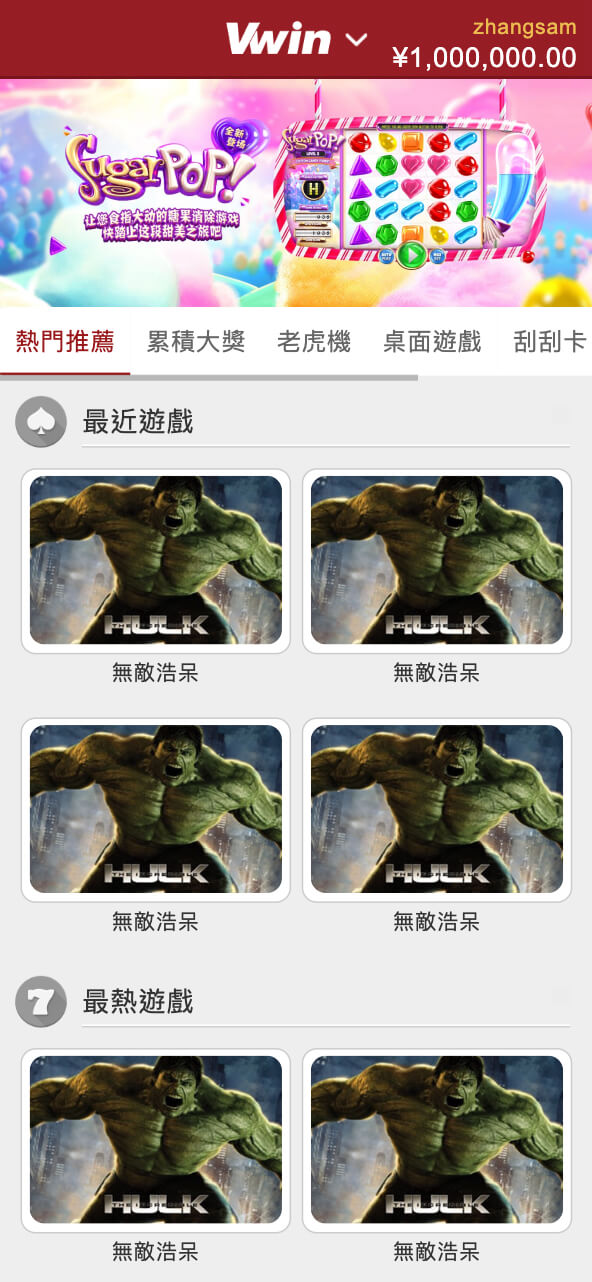 Vwin
zhangsam
¥1,000,000.00
全新
登场
SugarPOP!
让您食指大动的糖果消除游戏
快踏上这段甜美之旅吧
SugarPOP!
H
熱門推薦 累積大獎 老虎機 桌面遊戲 刮刮卡
最近遊戲
HULK HULK
無敵浩呆 無敵浩呆
HULK HULK
無敵浩呆 無敵浩呆
7 最熱遊戲
HULK HULK
無敵浩呆 無敵浩呆